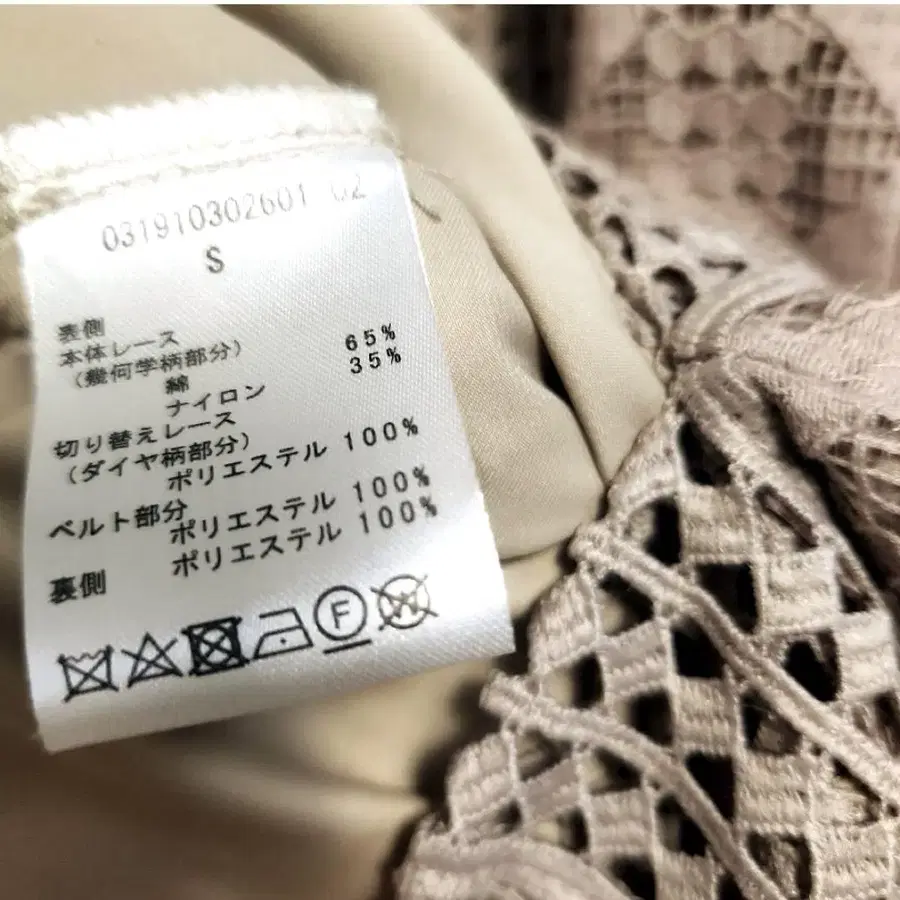 031910302601 02
S
表側
本体レース
(幾何学柄部分)
綿 65%
ナイロン 35%
切り替えレース
(ダイヤ柄部分)
ポリエステル 100%
ベルト部分
ポリエステル 100%
裏側 ポリエステル 100%
F
W